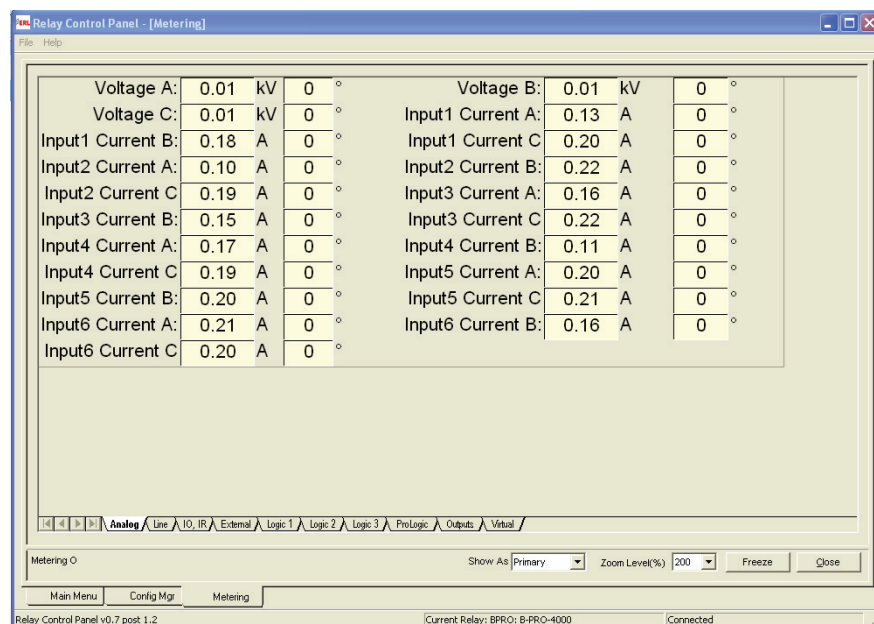 ERL Relay Control Panel - [Metering]
File Help
Voltage A: 0.01 kV 0 ° Voltage B: 0.01 kV 0 °
Voltage C: 0.01 kV 0 ° Input1 Current A: 0.13 A 0 °
Input1 Current B: 0.18 A 0 ° Input1 Current C 0.20 A 0 °
Input2 Current A: 0.10 A 0 ° Input2 Current B: 0.22 A 0 °
Input2 Current C 0.19 A 0 ° Input3 Current A: 0.16 A 0 °
Input3 Current B: 0.15 A 0 ° Input3 Current C 0.22 A 0 °
Input4 Current A: 0.17 A 0 ° Input4 Current B: 0.11 A 0 °
Input4 Current C 0.19 A 0 ° Input5 Current A: 0.20 A 0 °
Input5 Current B: 0.20 A 0 ° Input5 Current C 0.21 A 0 °
Input6 Current A: 0.21 A 0 ° Input6 Current B: 0.16 A 0 °
Input6 Current C 0.20 A 0 °
Analog Line IO, IR External Logic 1 Logic 2 Logic 3 ProLogic Outputs Virtual
Metering O Show As Primary Zoom Level(%) 200 Freeze Close
Main Menu Config Mgr Metering
Relay Control Panel v0.7 post 1.2 Current Relay: BPRO: B-PRO-4000 Connected